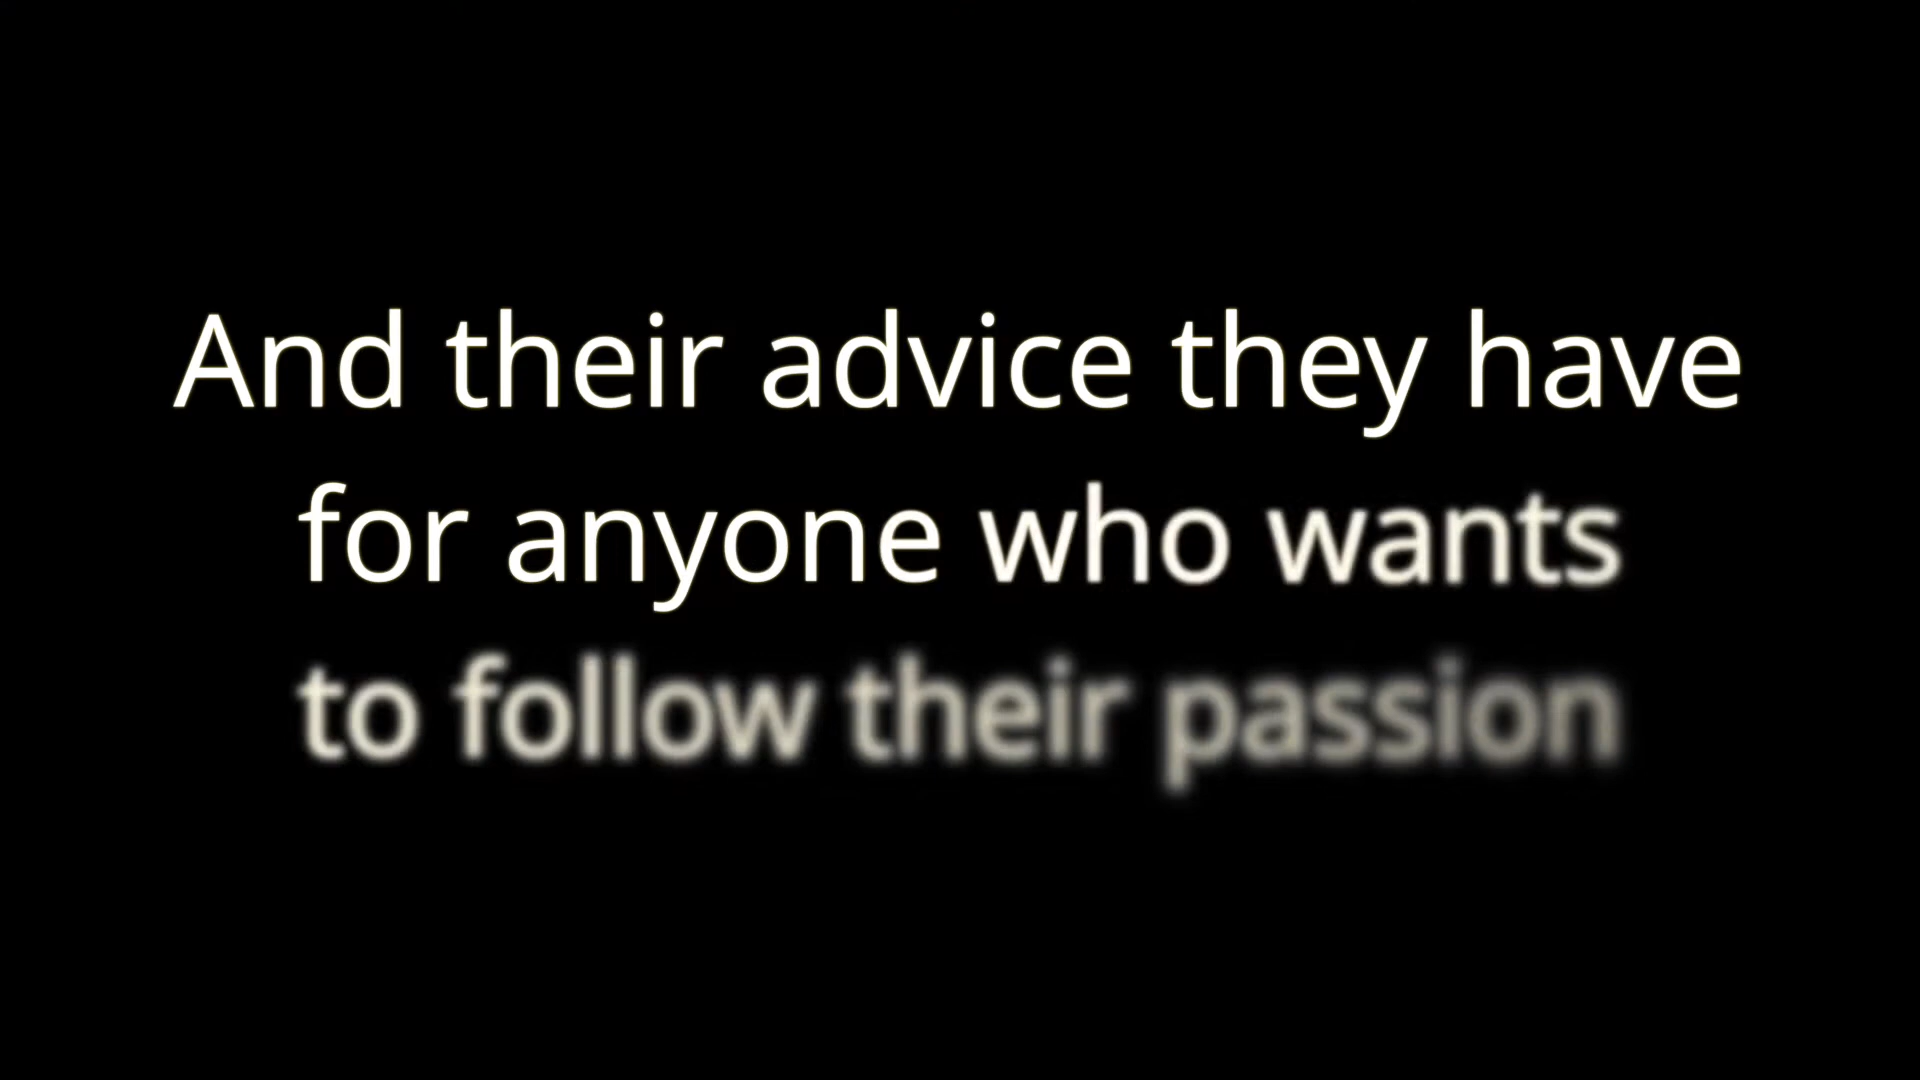 And their advice they have
for anyone who wants
to follow their passion